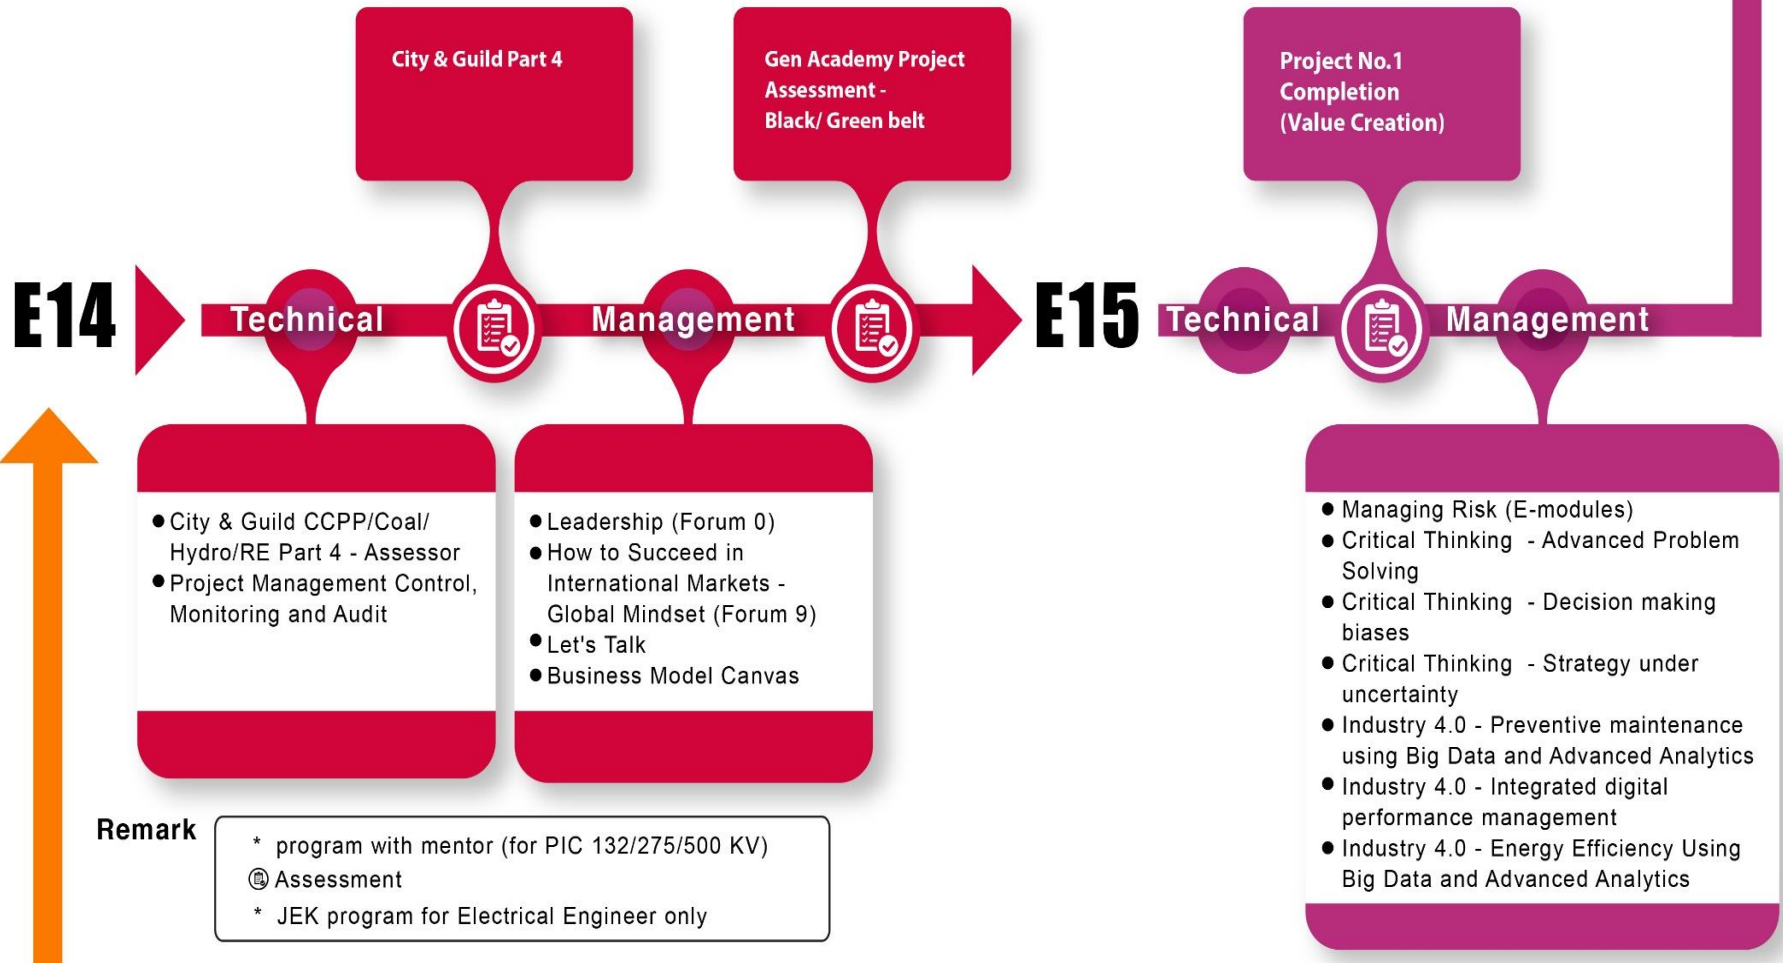 City & Guild Part 4
Gen Academy Project
Assessment -
Black/ Green belt
Project No.1
Completion
(Value Creation)
E14
Technical
Management
E15
Technical
Management
● City & Guild CCPP/Coal/
Hydro/RE Part 4 - Assessor
● Project Management Control,
Monitoring and Audit
● Leadership (Forum 0)
● How to Succeed in
International Markets -
Global Mindset (Forum 9)
● Let's Talk
● Business Model Canvas
● Managing Risk (E-modules)
● Critical Thinking - Advanced Problem
Solving
● Critical Thinking - Decision making
biases
● Critical Thinking - Strategy under
uncertainty
● Industry 4.0 - Preventive maintenance
using Big Data and Advanced Analytics
● Industry 4.0 - Integrated digital
performance management
● Industry 4.0 - Energy Efficiency Using
Big Data and Advanced Analytics
Remark
* program with mentor (for PIC 132/275/500 KV)
Assessment
* JEK program for Electrical Engineer only